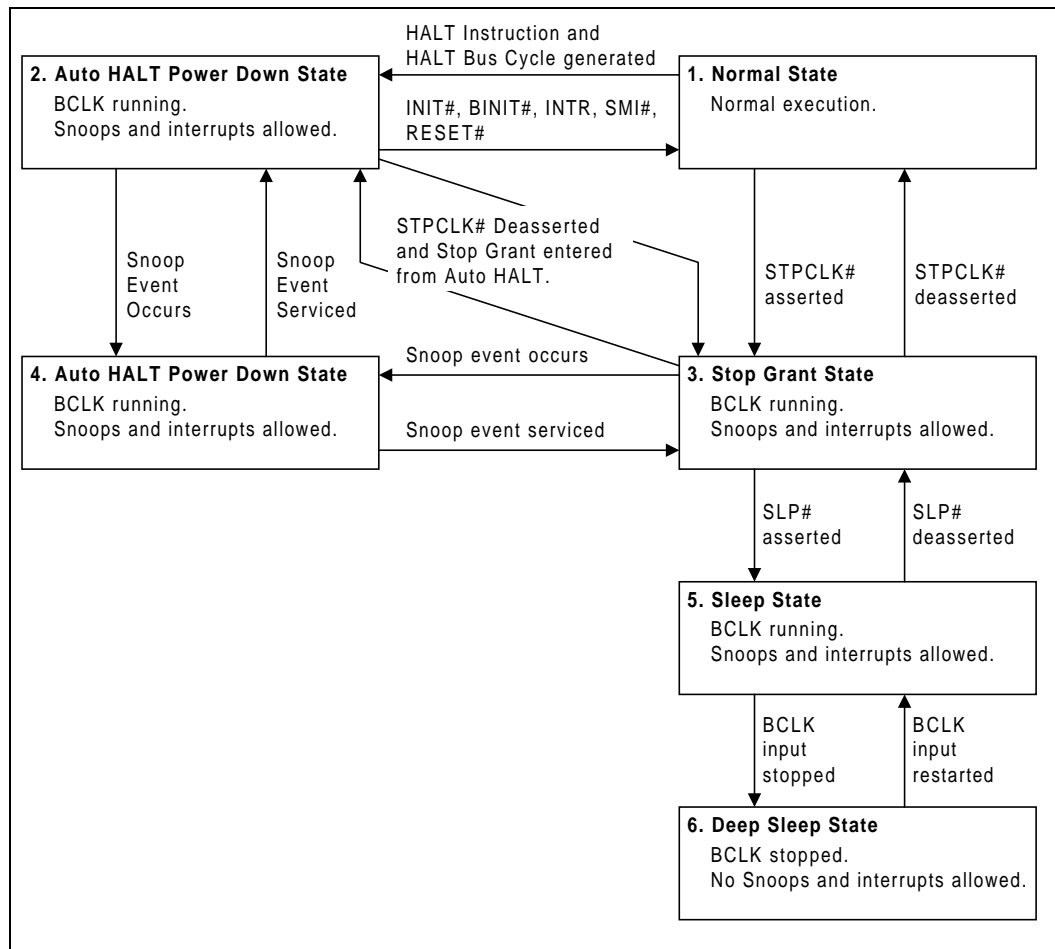 HALT Instruction and
HALT Bus Cycle generated
2. Auto HALT Power Down State
BCLK running.
Snoops and interrupts allowed.
1. Normal State
Normal execution.
INIT#, BINIT#, INTR, SMI#,
RESET#
STPCLK# Deasserted
and Stop Grant entered
from Auto HALT.
Snoop
Event
Occurs
Snoop
Event
Serviced
STPCLK#
asserted
STPCLK#
deasserted
4. Auto HALT Power Down State
BCLK running.
Snoops and interrupts allowed.
Snoop event occurs
Snoop event serviced
3. Stop Grant State
BCLK running.
Snoops and interrupts allowed.
SLP#
asserted
SLP#
deasserted
5. Sleep State
BCLK running.
Snoops and interrupts allowed.
BCLK
input
stopped
BCLK
input
restarted
6. Deep Sleep State
BCLK stopped.
No Snoops and interrupts allowed.